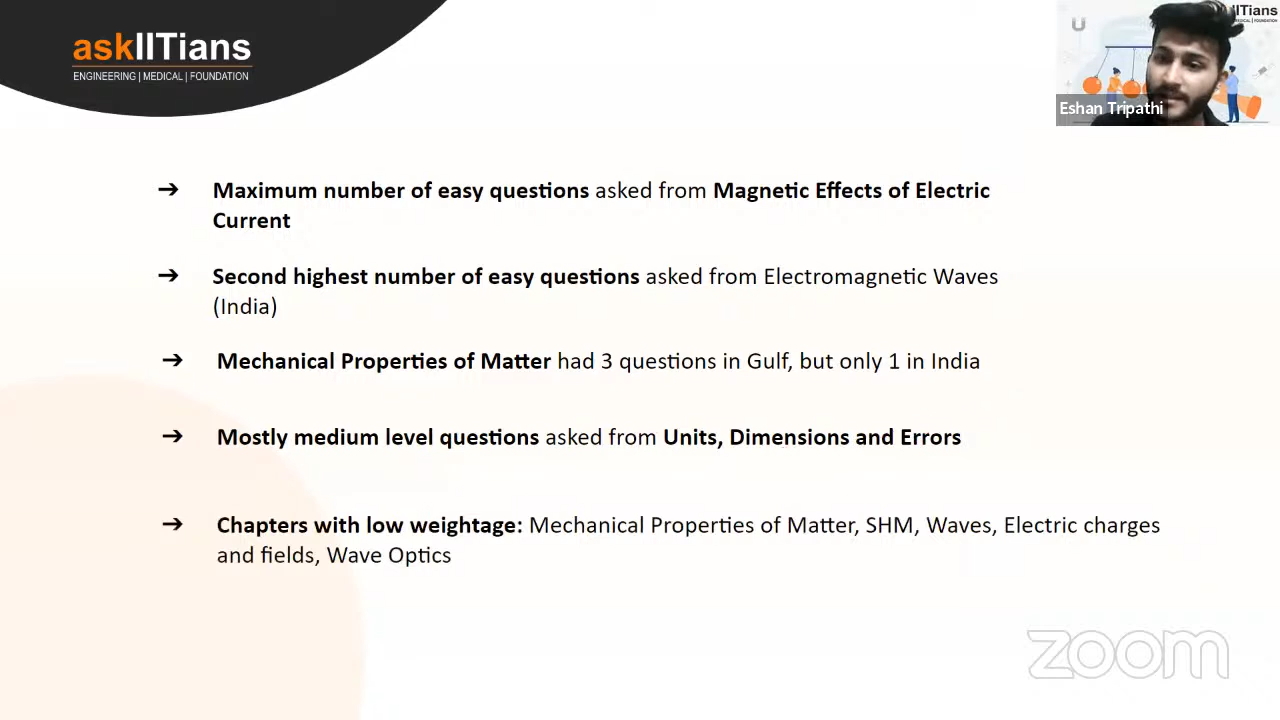 askIITians
ENGINEERING | MEDICAL | FOUNDATION
IITians
MEDICAL | FOUNDATION
U
Eshan Tripathi
➔ Maximum number of easy questions asked from Magnetic Effects of Electric
Current
➔ Second highest number of easy questions asked from Electromagnetic Waves
(India)
➔ Mechanical Properties of Matter had 3 questions in Gulf, but only 1 in India
➔ Mostly medium level questions asked from Units, Dimensions and Errors
➔ Chapters with low weightage: Mechanical Properties of Matter, SHM, Waves, Electric charges
and fields, Wave Optics
zoom